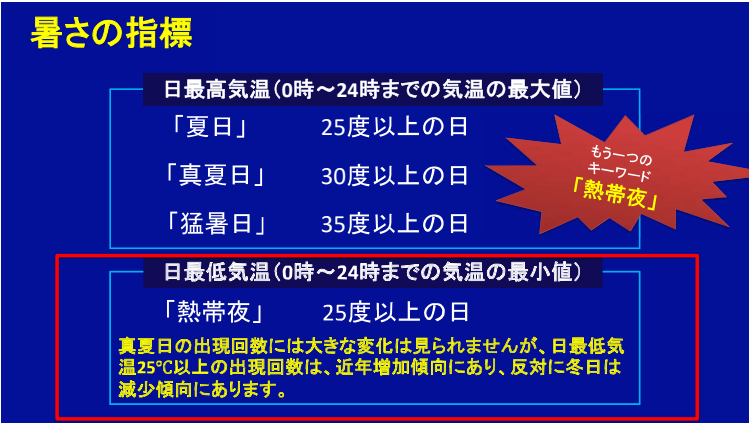 暑さの指標
日最高気温（0時～24時までの気温の最大値）
「夏日」　25度以上の日
「真夏日」　30度以上の日
「猛暑日」　35度以上の日
もう一つの
キーワード
「熱帯夜」
日最低気温（0時～24時までの気温の最小値）
「熱帯夜」　25度以上の日
真夏日の出現回数には大きな変化は見られませんが、日最低気
温25℃以上の出現回数は、近年増加傾向にあり、反対に冬日は
減少傾向にあります。